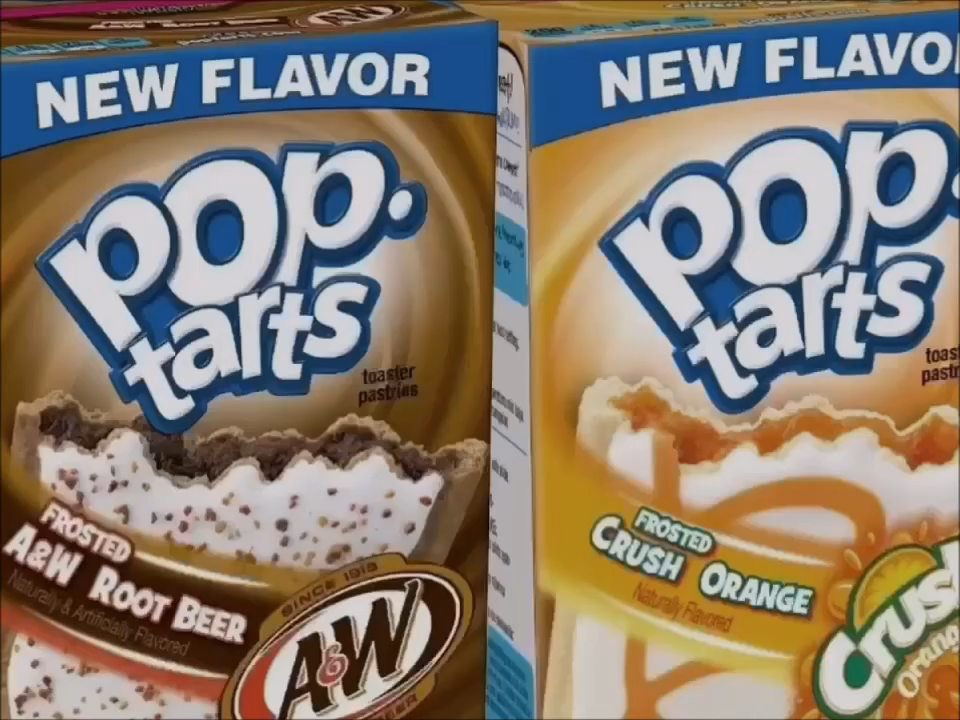 A&W
NEW FLAVOR
pop.
tarts
toaster
pastries
FROSTED
A&W ROOT BEER
Naturally & Artificially Flavored
SINCE 1919
A&W
NEW FLAVO
pop.
tarts
toas
past
FROSTED
CRUSH ORANGE
Naturally Flavored
Crus
Orang